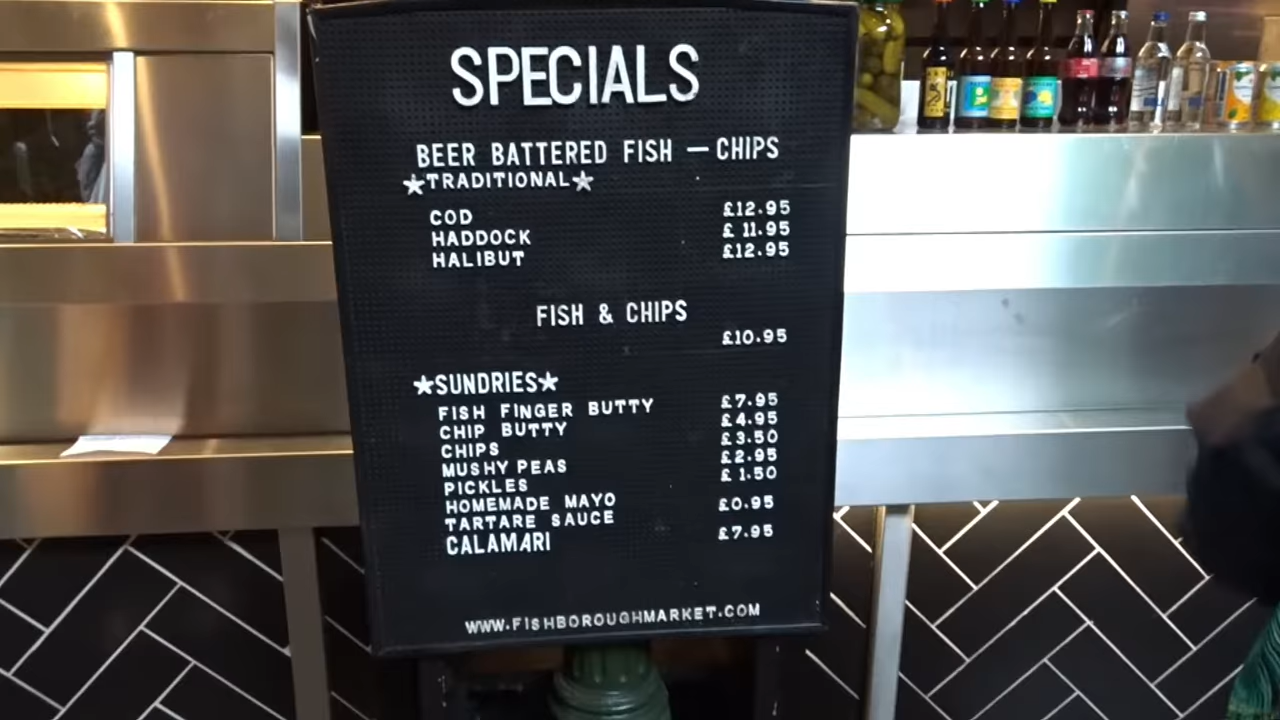 SPECIALS
BEER BATTERED FISH – CHIPS
★TRADITIONAL★
COD £12.95
HADDOCK £ 11.95
HALIBUT £12.95
FISH & CHIPS
£10.95
★SUNDRIES★
FISH FINGER BUTTY £7.95
CHIP BUTTY £4.95
CHIPS £3.50
MUSHY PEAS £2.95
PICKLES £ 1.50
HOMEMADE MAYO
TARTARE SAUCE £0.95
CALAMARI £7.95
WWW.FISHBOROUGHMARKET.COM